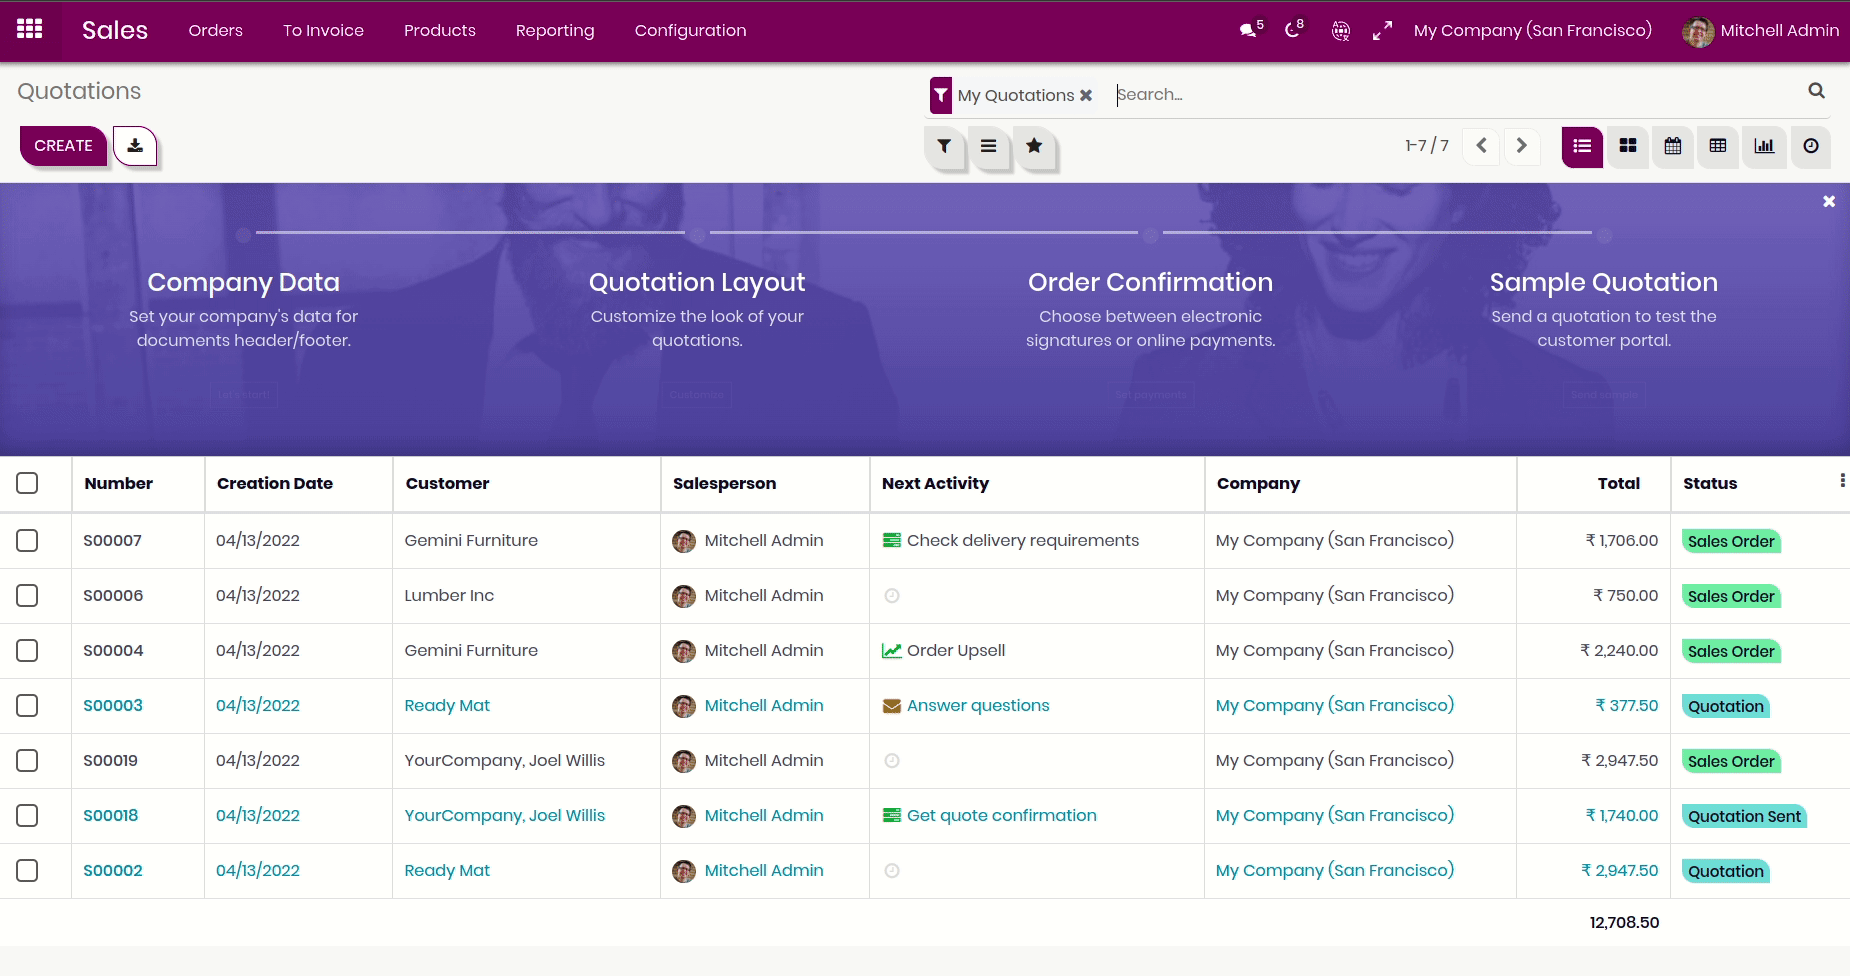 Sales Orders To Invoice Products Reporting Configuration 5 8 My Company (San Francisco) Mitchell Admin
Quotations
My Quotations Search...
CREATE
1-7 / 7
Company Data Quotation Layout Order Confirmation Sample Quotation
Set your company's data for Customize the look of your Choose between electronic Send a quotation to test the
documents header/footer. quotations. signatures or online payments. customer portal.
Let's start! Customize Set payments Send sample
Number Creation Date Customer Salesperson Next Activity Company Total Status
S00007 04/13/2022 Gemini Furniture Mitchell Admin Check delivery requirements My Company (San Francisco) ₹ 1,706.00 Sales Order
S00006 04/13/2022 Lumber Inc Mitchell Admin My Company (San Francisco) ₹ 750.00 Sales Order
S00004 04/13/2022 Gemini Furniture Mitchell Admin Order Upsell My Company (San Francisco) ₹ 2,240.00 Sales Order
S00003 04/13/2022 Ready Mat Mitchell Admin Answer questions My Company (San Francisco) ₹ 377.50 Quotation
S00019 04/13/2022 YourCompany, Joel Willis Mitchell Admin My Company (San Francisco) ₹ 2,947.50 Sales Order
S00018 04/13/2022 YourCompany, Joel Willis Mitchell Admin Get quote confirmation My Company (San Francisco) ₹ 1,740.00 Quotation Sent
S00002 04/13/2022 Ready Mat Mitchell Admin My Company (San Francisco) ₹ 2,947.50 Quotation
12,708.50